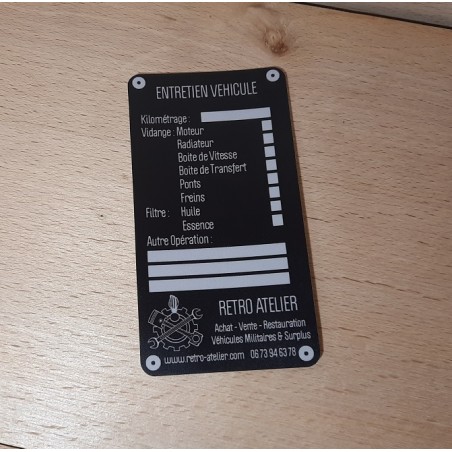 ENTRETIEN VEHICULE
Kilométrage :
Vidange : Moteur
Radiateur
Boite de Vitesse
Boite de Transfert
Ponts
Freins
Filtre : Huile
Essence
Autre Opération :
RETRO ATELIER
Achat - Vente - Restauration
Véhicules Militaires & Surplus
www.retro-atelier.com 06 73 94 63 78